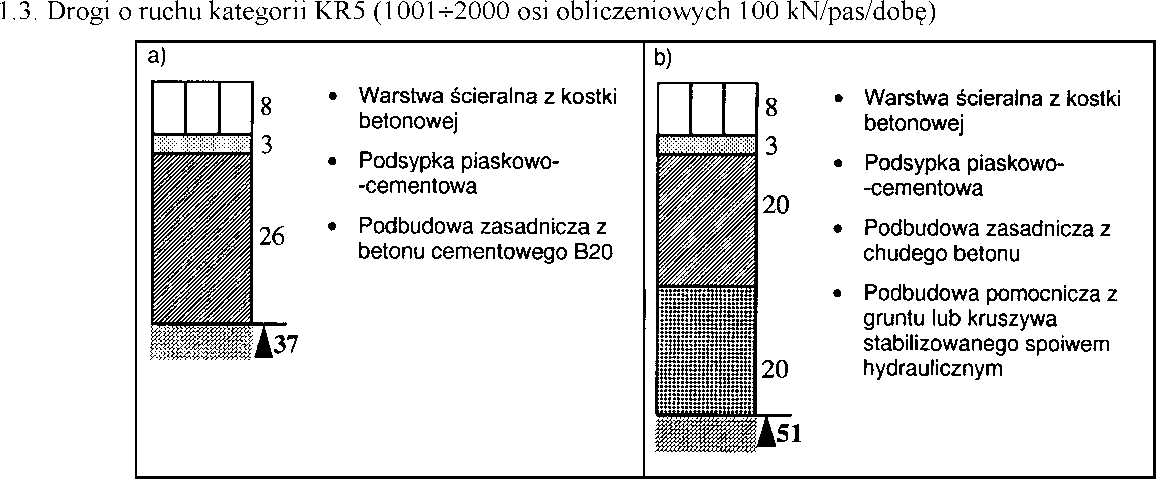 1.3. Drogi o ruchu kategorii KR5 (1001÷2000 osi obliczeniowych 100 kN/pas/dobę)
a)
8
3
26
37
• Warstwa ścieralna z kostki
betonowej
• Podsypka piaskowo-
-cementowa
• Podbudowa zasadnicza z
betonu cementowego B20
b)
8
3
20
20
51
• Warstwa ścieralna z kostki
betonowej
• Podsypka piaskowo-
-cementowa
• Podbudowa zasadnicza z
chudego betonu
• Podbudowa pomocnicza z
gruntu lub kruszywa
stabilizowanego spoiwem
hydraulicznym